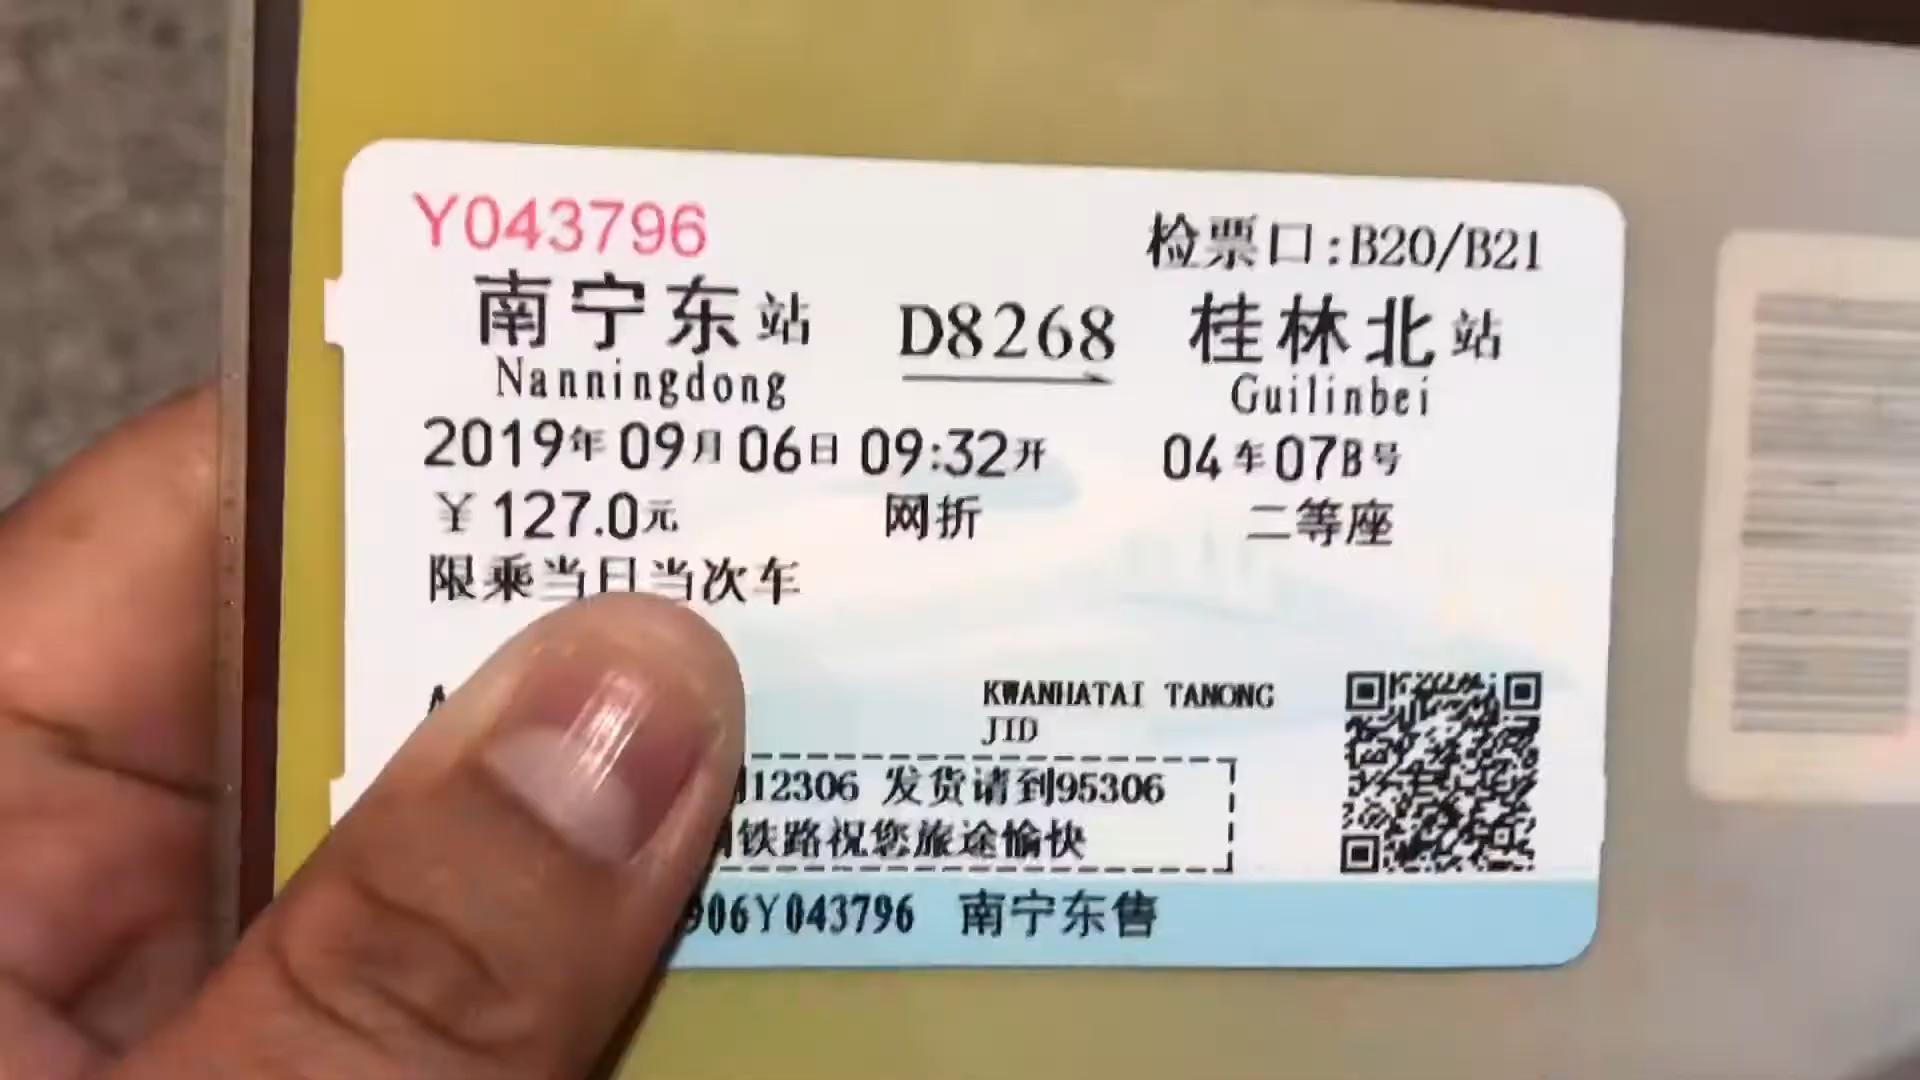 Y043796
检票口:B20/B21
南宁东站 D8268 桂林北站
Nanningdong Guilinbei
2019年09月06日09:32开 04车07B号
￥127.0元 网折 二等座
限乘当日当次车
KWANHATAI TANONG
JID
12306 发货请到95306
铁路祝您旅途愉快
906Y043796 南宁东售